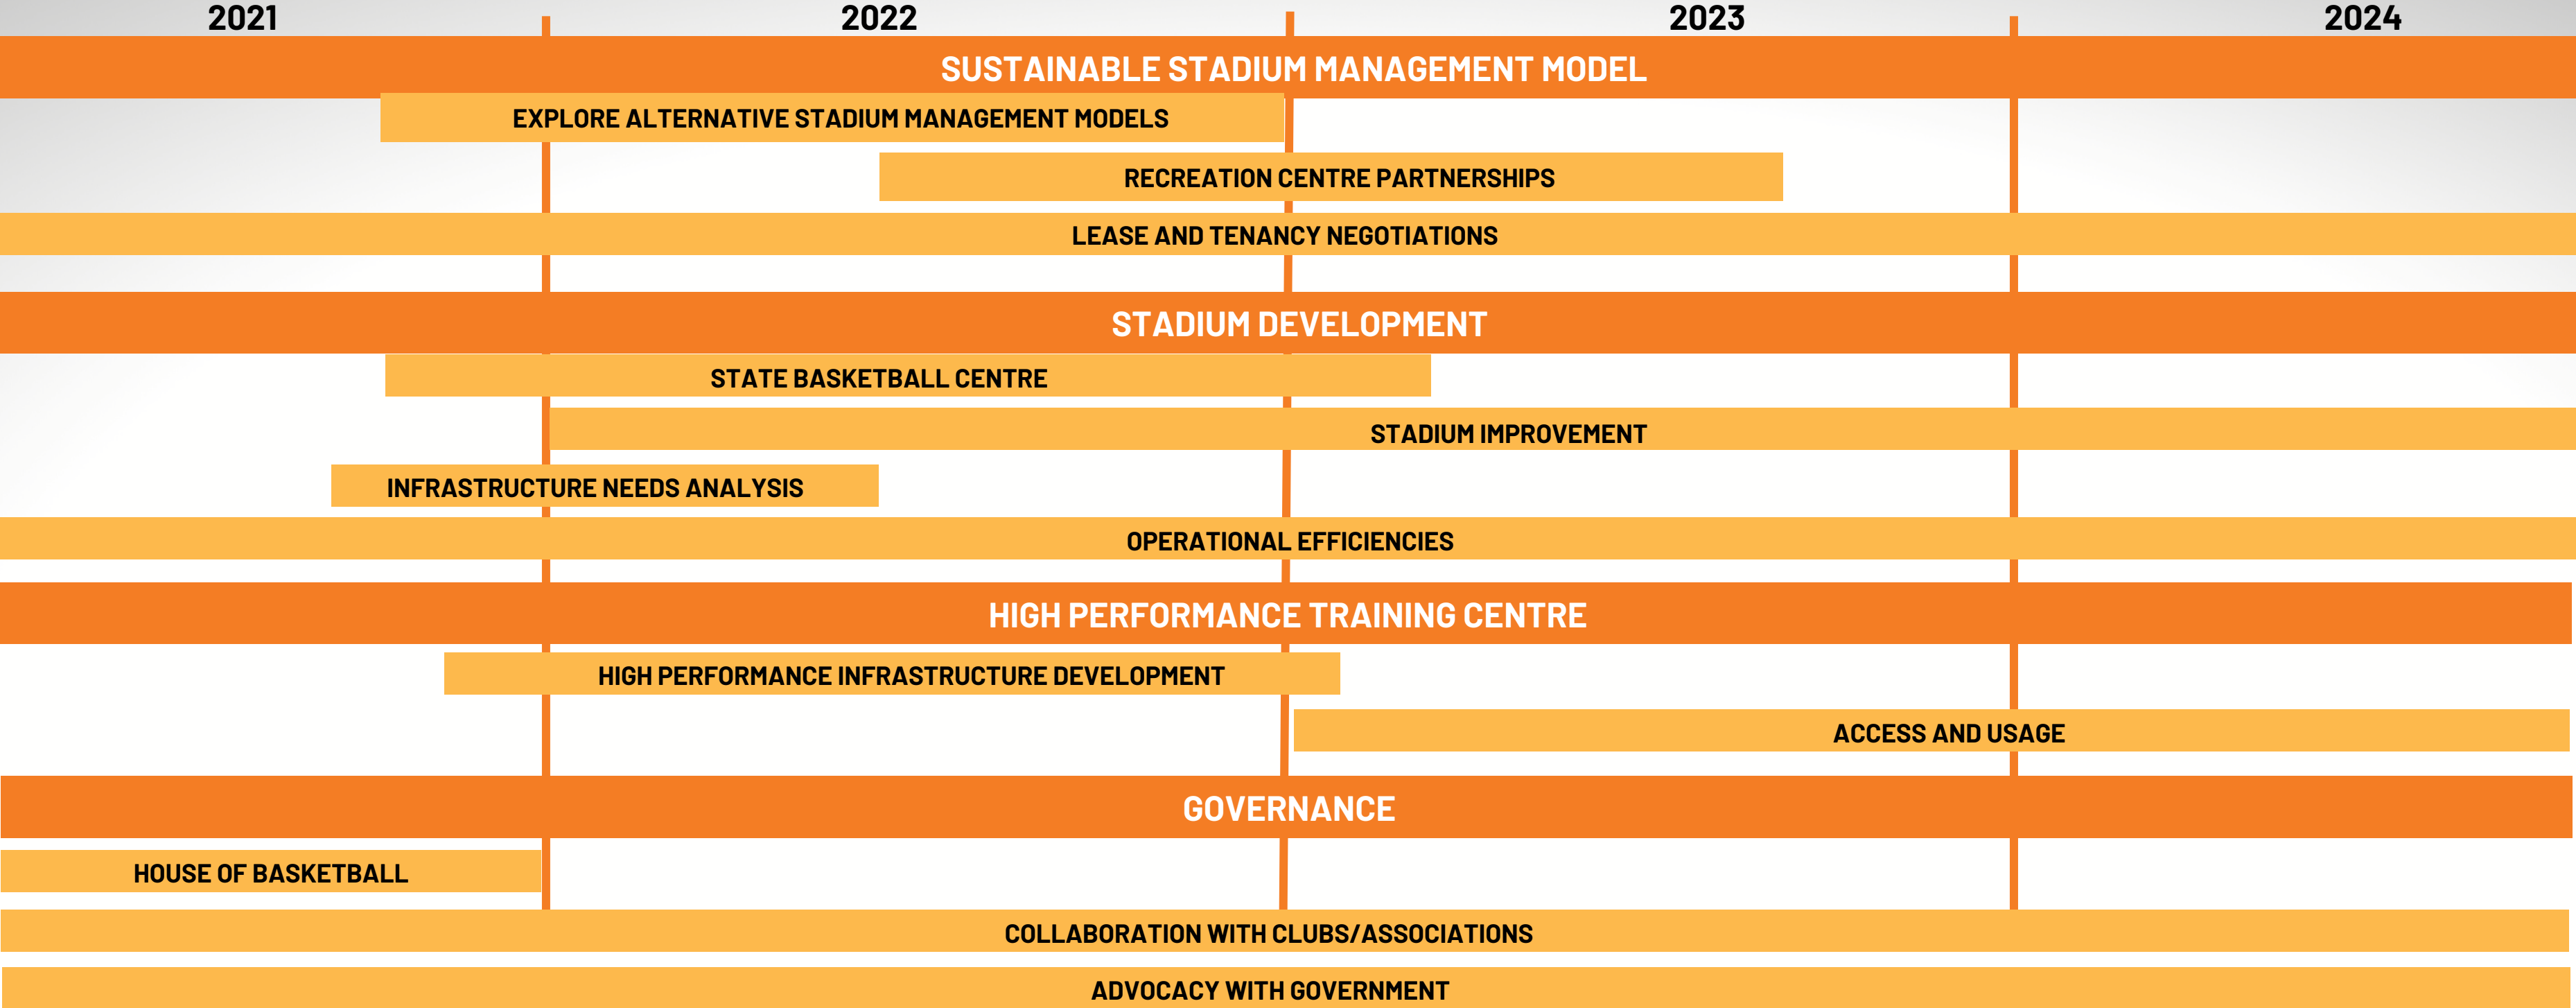 2021 2022 2023 2024
SUSTAINABLE STADIUM MANAGEMENT MODEL
EXPLORE ALTERNATIVE STADIUM MANAGEMENT MODELS
RECREATION CENTRE PARTNERSHIPS
LEASE AND TENANCY NEGOTIATIONS
STADIUM DEVELOPMENT
STATE BASKETBALL CENTRE
STADIUM IMPROVEMENT
INFRASTRUCTURE NEEDS ANALYSIS
OPERATIONAL EFFICIENCIES
HIGH PERFORMANCE TRAINING CENTRE
HIGH PERFORMANCE INFRASTRUCTURE DEVELOPMENT
ACCESS AND USAGE
GOVERNANCE
HOUSE OF BASKETBALL
COLLABORATION WITH CLUBS/ASSOCIATIONS
ADVOCACY WITH GOVERNMENT